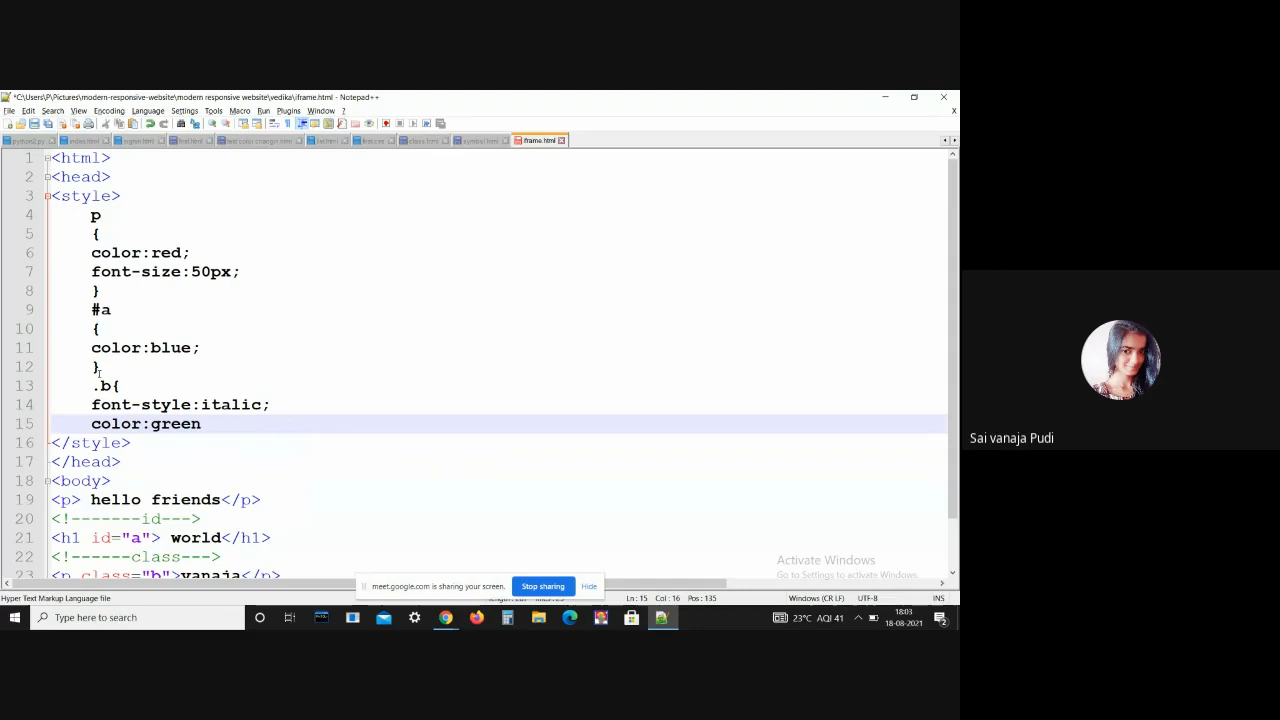 *C:\Users\P\Pictures\modern-responsive-website\modern responsive website\vedika\iframe.html - Notepad++
File Edit Search View Encoding Language Settings Tools Macro Run Plugins Window ?
X
iframe.html
1 <html>
2 <head>
3 <style>
4 p
5 {
6 color:red;
7 font-size:50px;
8 }
9 #a
10 {
11 color:blue;
12 }
13 .b{
14 font-style:italic;
15 color:green
16 </style>
17 </head>
18 <body>
19 <p> hello friends</p>
20 <!-------id--->
21 <h1 id="a"> world</h1>
22 <!------class--->
23 <p class="b">vanaja</p>
Activate Windows
Go to Settings to activate Windows.
meet.google.com is sharing your screen. Stop sharing Hide
Hyper Text Markup Language file
Ln:15 Col:16 Pos:135
Windows (CR LF) UTF-8 INS
Type here to search
23°C AQI 41
18:03
18-08-2021
2
Sai vanaja Pudi